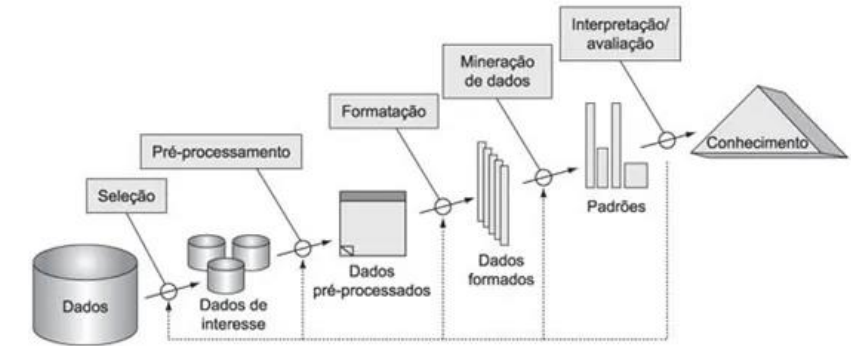 Interpretação/
avaliação
Mineração
de dados
Formatação
Pré-processamento
Seleção
Conhecimento
Padrões
Dados
formados
Dados
pré-processados
Dados de
interesse
Dados